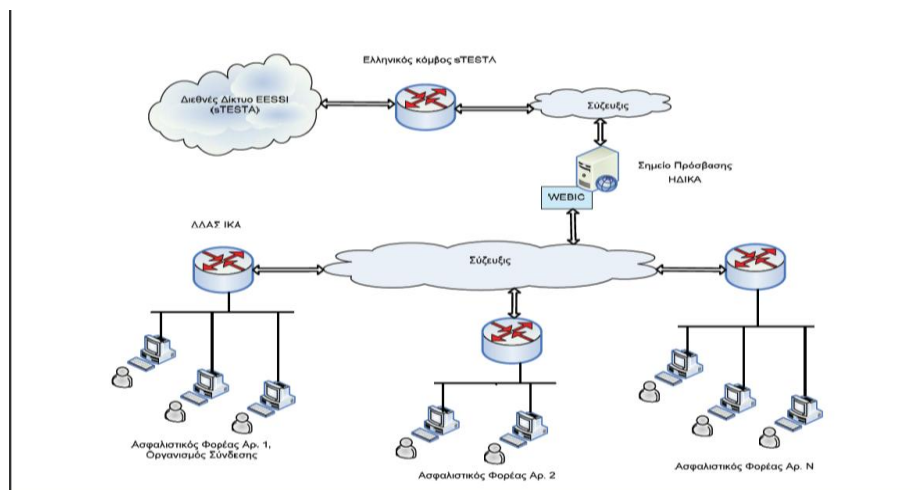 Ελληνικός κόμβος sTESTA
Διεθνές Δίκτυο EESSI
(sTESTA)
Σύζευξις
Σημείο Πρόσβασης
ΗΔΙΚΑ
WEBIC
ΛΛΑΣ ΙΚΑ
Σύζευξις
Ασφαλιστικός Φορέας Αρ. 1,
Οργανισμός Σύνδεσης
Ασφαλιστικός Φορέας Αρ. 2
Ασφαλιστικός Φορέας Αρ. Ν